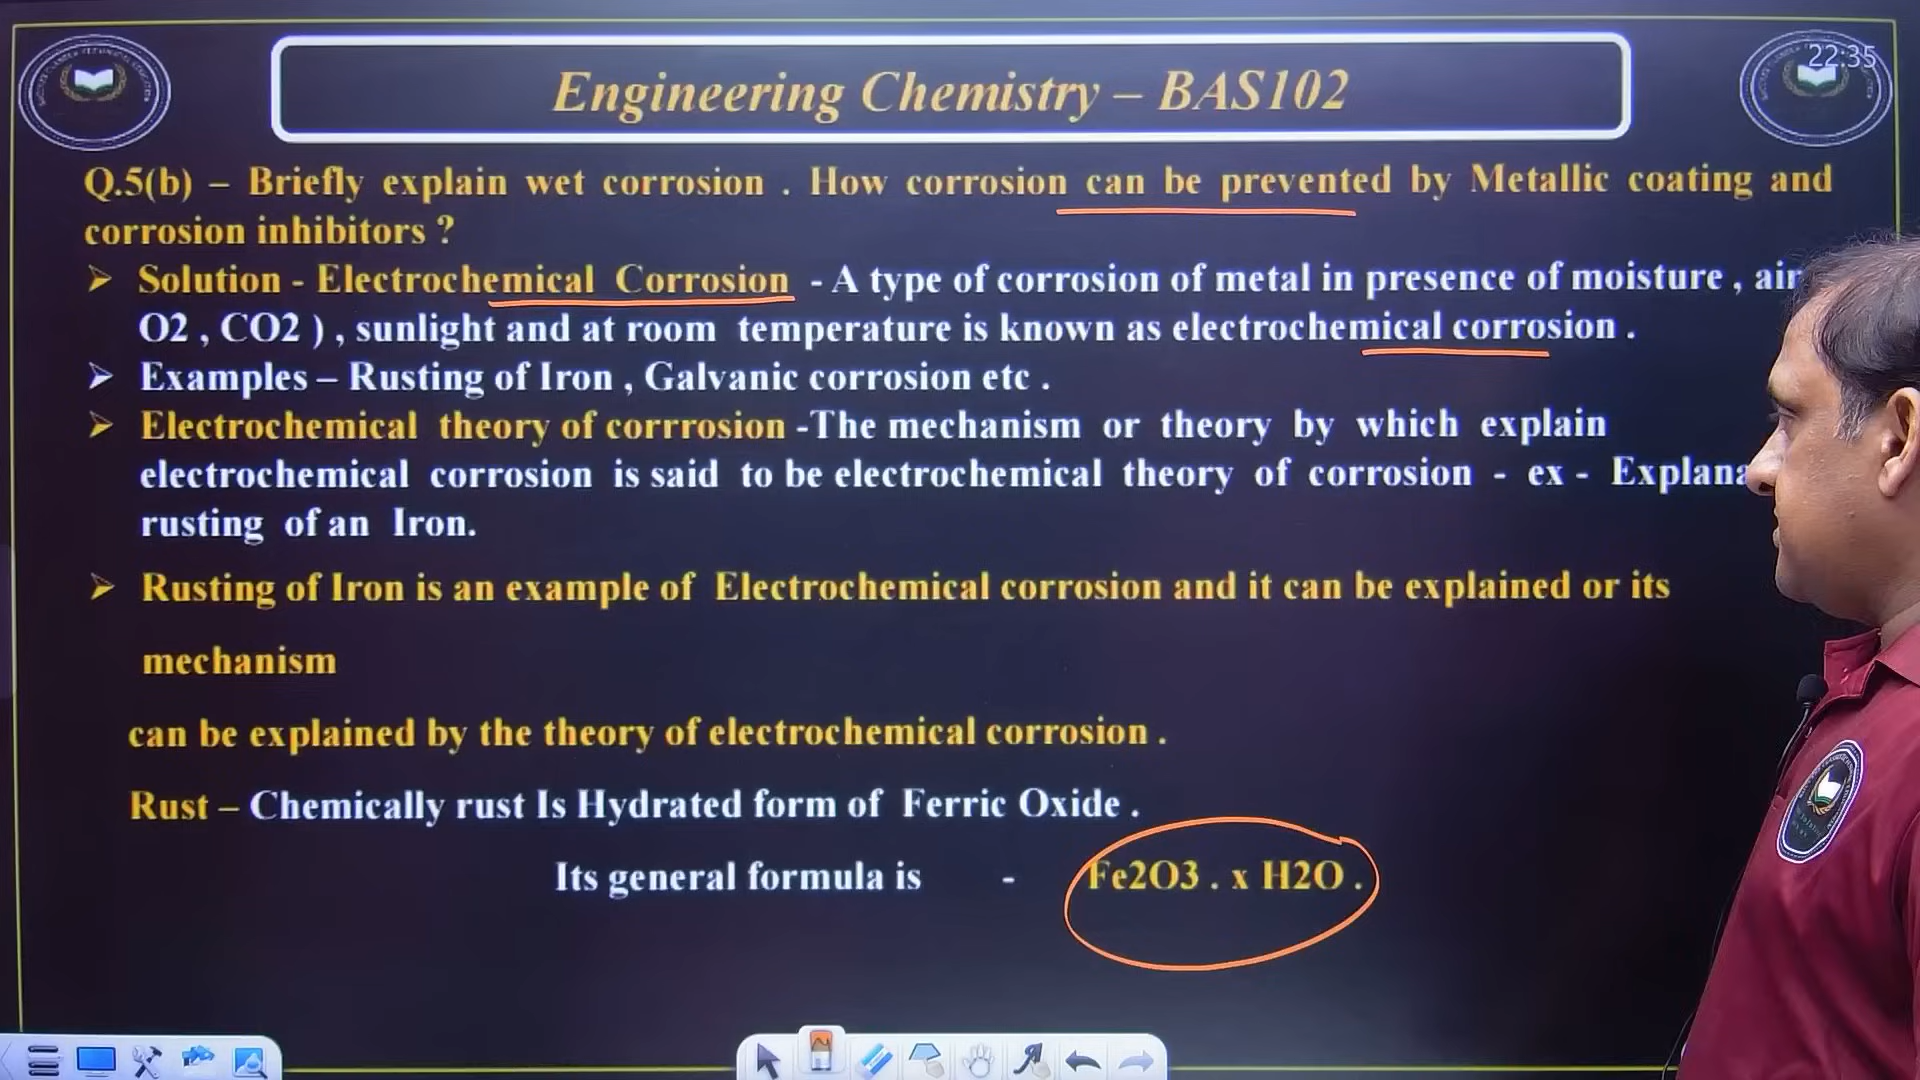 22:35
Engineering Chemistry – BAS102
Q.5(b) – Briefly explain wet corrosion . How corrosion can be prevented by Metallic coating and
corrosion inhibitors ?
➤ Solution - Electrochemical Corrosion - A type of corrosion of metal in presence of moisture , air
O2 , CO2 ) , sunlight and at room temperature is known as electrochemical corrosion .
➤ Examples – Rusting of Iron , Galvanic corrosion etc .
➤ Electrochemical theory of corrrosion -The mechanism or theory by which explain
electrochemical corrosion is said to be electrochemical theory of corrosion - ex - Explana
rusting of an Iron.
➤ Rusting of Iron is an example of Electrochemical corrosion and it can be explained or its
mechanism
can be explained by the theory of electrochemical corrosion .
Rust – Chemically rust Is Hydrated form of Ferric Oxide .
Its general formula is - Fe2O3 . x H2O .